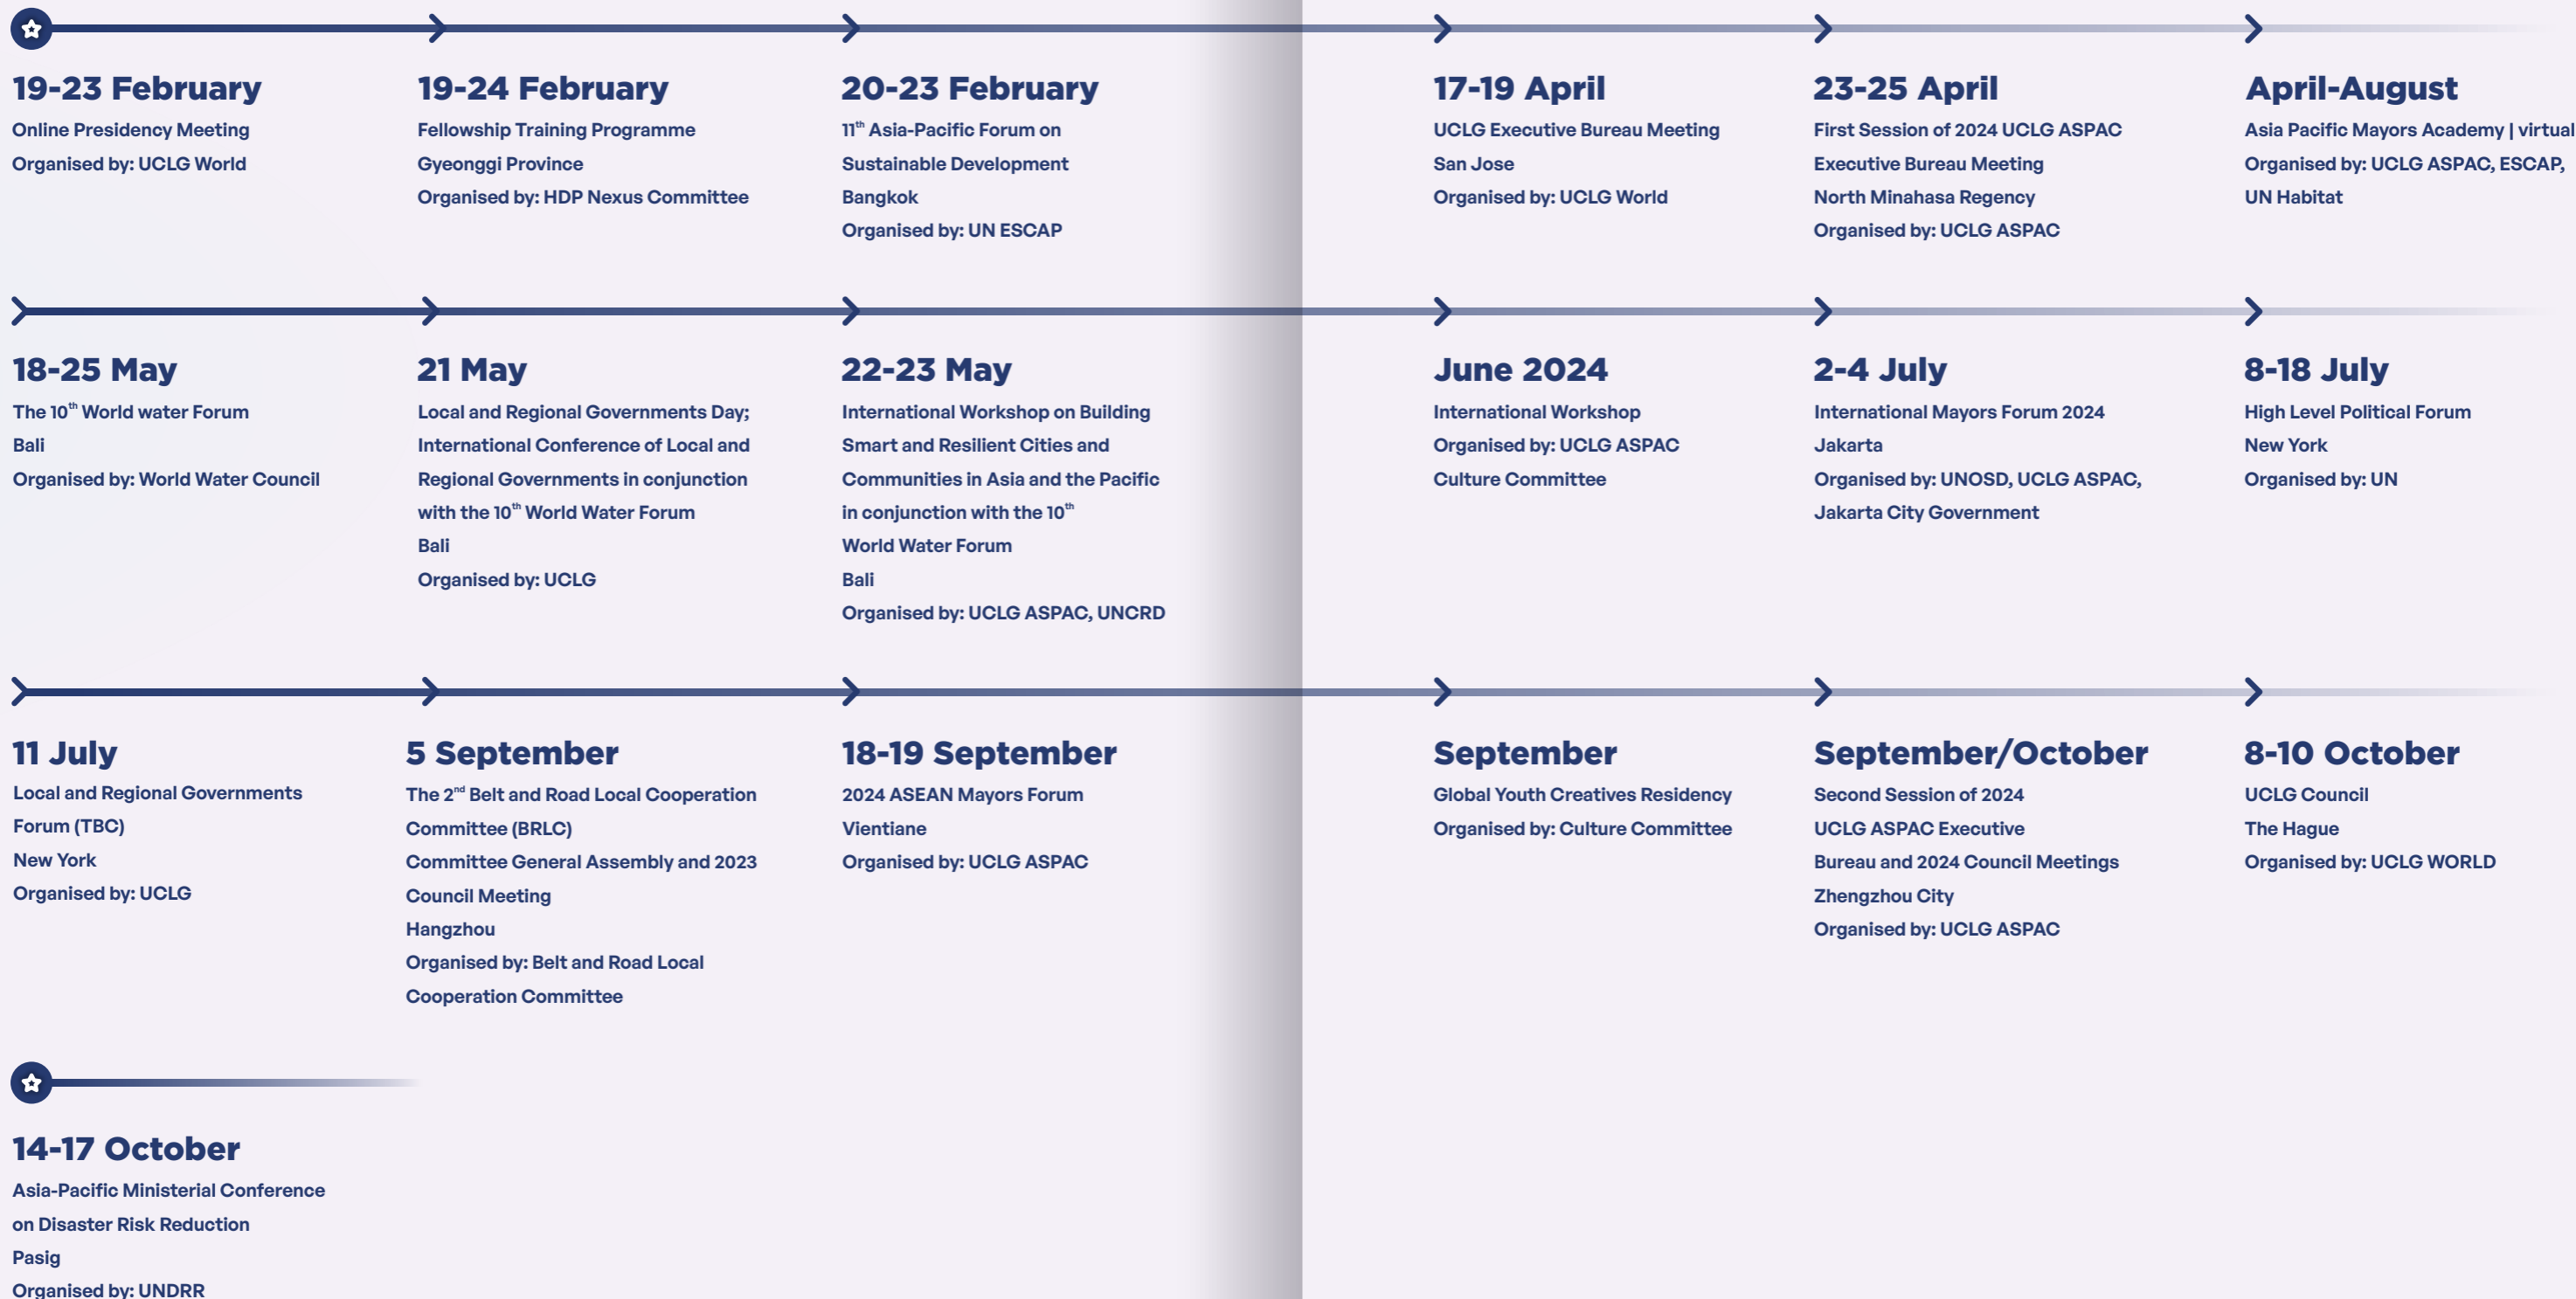 19-23 February
Online Presidency Meeting
Organised by: UCLG World
19-24 February
Fellowship Training Programme
Gyeonggi Province
Organised by: HDP Nexus Committee
20-23 February
11th Asia-Pacific Forum on
Sustainable Development
Bangkok
Organised by: UN ESCAP
17-19 April
UCLG Executive Bureau Meeting
San Jose
Organised by: UCLG World
23-25 April
First Session of 2024 UCLG ASPAC
Executive Bureau Meeting
North Minahasa Regency
Organised by: UCLG ASPAC
April-August
Asia Pacific Mayors Academy | virtual
Organised by: UCLG ASPAC, ESCAP,
UN Habitat
18-25 May
The 10th World water Forum
Bali
Organised by: World Water Council
21 May
Local and Regional Governments Day;
International Conference of Local and
Regional Governments in conjunction
with the 10th World Water Forum
Bali
Organised by: UCLG
22-23 May
International Workshop on Building
Smart and Resilient Cities and
Communities in Asia and the Pacific
in conjunction with the 10th
World Water Forum
Bali
Organised by: UCLG ASPAC, UNCRD
June 2024
International Workshop
Organised by: UCLG ASPAC
Culture Committee
2-4 July
International Mayors Forum 2024
Jakarta
Organised by: UNOSD, UCLG ASPAC,
Jakarta City Government
8-18 July
High Level Political Forum
New York
Organised by: UN
11 July
Local and Regional Governments
Forum (TBC)
New York
Organised by: UCLG
5 September
The 2nd Belt and Road Local Cooperation
Committee (BRLC)
Committee General Assembly and 2023
Council Meeting
Hangzhou
Organised by: Belt and Road Local
Cooperation Committee
18-19 September
2024 ASEAN Mayors Forum
Vientiane
Organised by: UCLG ASPAC
September
Global Youth Creatives Residency
Organised by: Culture Committee
September/October
Second Session of 2024
UCLG ASPAC Executive
Bureau and 2024 Council Meetings
Zhengzhou City
Organised by: UCLG ASPAC
8-10 October
UCLG Council
The Hague
Organised by: UCLG WORLD
14-17 October
Asia-Pacific Ministerial Conference
on Disaster Risk Reduction
Pasig
Organised by: UNDRR